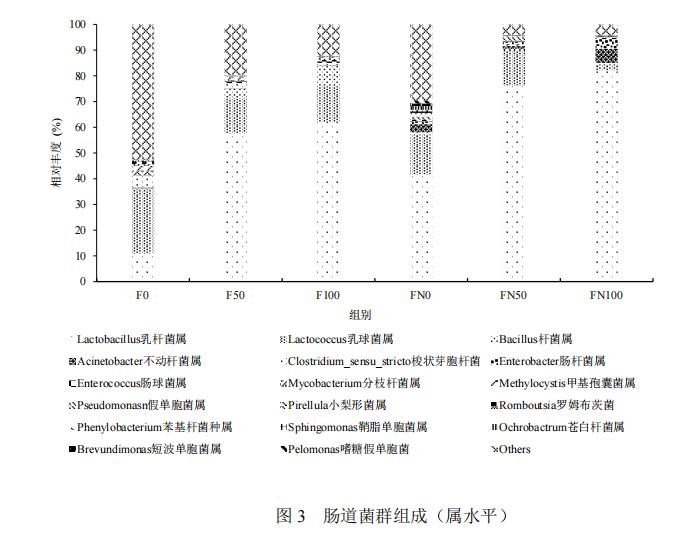 100
90
80
70
60
50
40
30
20
10
0
相对丰度 (%)
F0 F50 F100 FN0 FN50 FN100
组别
Lactobacillus乳杆菌属 Lactococcus乳球菌属 Bacillus杆菌属
Acinetobacter不动杆菌属 Clostridium_sensu_stricto梭状芽胞杆菌 Enterobacter肠杆菌属
Enterococcus肠球菌属 Mycobacterium分枝杆菌属 Methylocystis甲基孢囊菌属
Pseudomonasn假单胞菌属 Pirellula小梨形菌属 Romboutsia罗姆布茨菌
Phenylobacterium苯基杆菌种属 Sphingomonas鞘脂单胞菌属 Ochrobactrum苍白杆菌属
Brevundimonas短波单胞菌属 Pelomonas嗜糖假单胞菌 Others
图 3 肠道菌群组成（属水平）